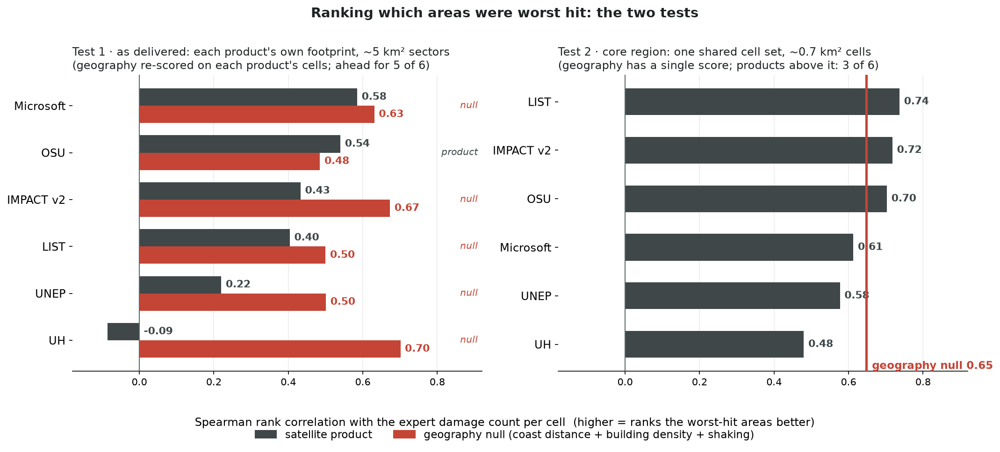 Ranking which areas were worst hit: the two tests
Test 1 · as delivered: each product's own footprint, ~5 km² sectors
(geography re-scored on each product's cells; ahead for 5 of 6)
Microsoft
0.58
0.63
null
OSU
0.54
0.48
product
IMPACT v2
0.43
0.67
null
LIST
0.40
0.50
null
UNEP
0.22
0.50
null
UH
-0.09
0.70
null
0.0 0.2 0.4 0.6 0.8
Test 2 · core region: one shared cell set, ~0.7 km² cells
(geography has a single score; products above it: 3 of 6)
LIST
0.74
IMPACT v2
0.72
OSU
0.70
Microsoft
0.61
UNEP
0.58
UH
0.48
geography null 0.65
0.0 0.2 0.4 0.6 0.8
Spearman rank correlation with the expert damage count per cell (higher = ranks the worst-hit areas better)
satellite product
geography null (coast distance + building density + shaking)